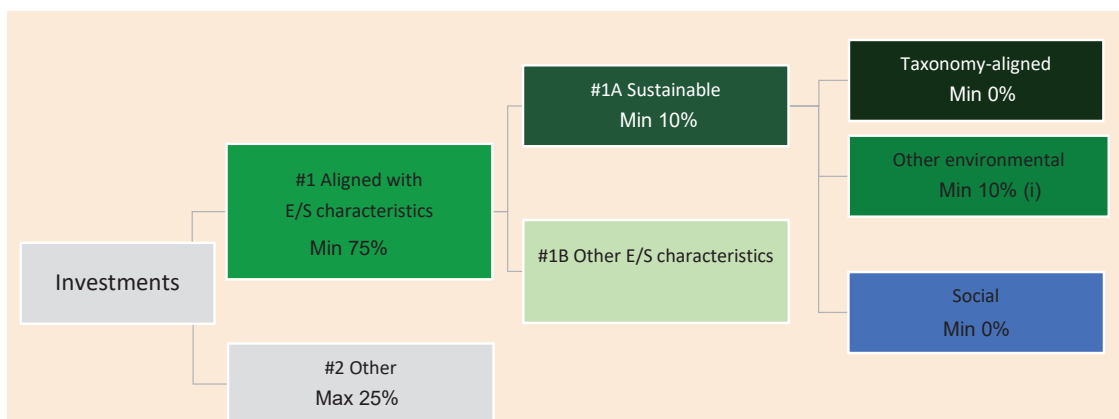 Investments
#1 Aligned with
E/S characteristics
Min 75%
#2 Other
Max 25%
#1A Sustainable
Min 10%
#1B Other E/S characteristics
Taxonomy-aligned
Min 0%
Other environmental
Min 10% (i)
Social
Min 0%